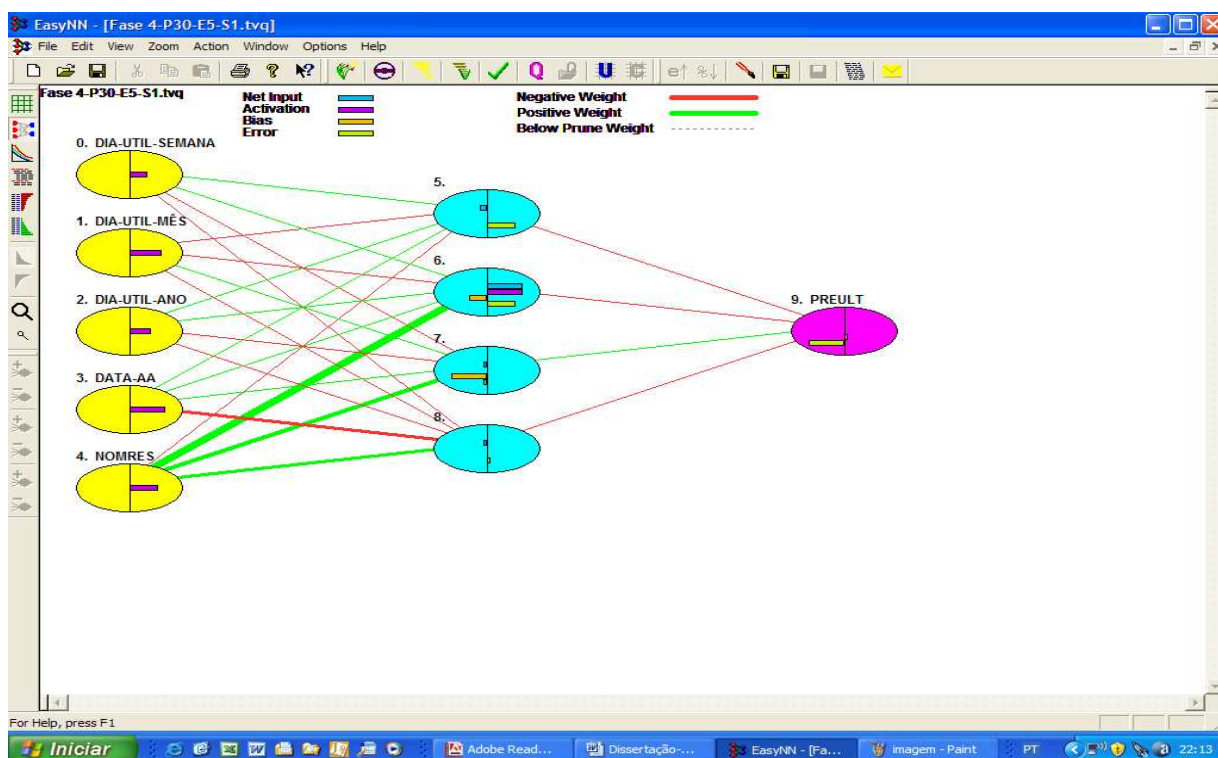 EasyNN - [Fase 4-P30-E5-S1.tvq]
File Edit View Zoom Action Window Options Help
Fase 4-P30-E5-S1.tvq
Net Input
Activation
Bias
Error
Negative Weight
Positive Weight
Below Prune Weight
0. DIA-UTIL-SEMANA
1. DIA-UTIL-MÊS
2. DIA-UTIL-ANO
3. DATA-AA
4. NOMRES
5.
6.
7.
8.
9. PREULT
For Help, press F1
Iniciar Adobe Read... Dissertação-... EasyNN - [Fa... imagem - Paint PT 22:13